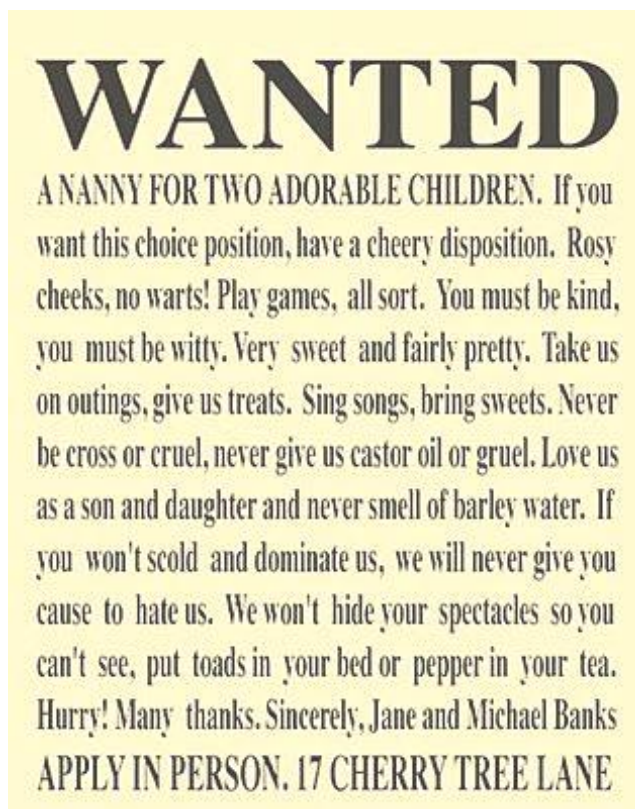 WANTED
A NANNY FOR TWO ADORABLE CHILDREN. If you
want this choice position, have a cheery disposition. Rosy
cheeks, no warts! Play games, all sort. You must be kind,
you must be witty. Very sweet and fairly pretty. Take us
on outings, give us treats. Sing songs, bring sweets. Never
be cross or cruel, never give us castor oil or gruel. Love us
as a son and daughter and never smell of barley water. If
you won't scold and dominate us, we will never give you
cause to hate us. We won't hide your spectacles so you
can't see, put toads in your bed or pepper in your tea.
Hurry! Many thanks. Sincerely, Jane and Michael Banks
APPLY IN PERSON. 17 CHERRY TREE LANE